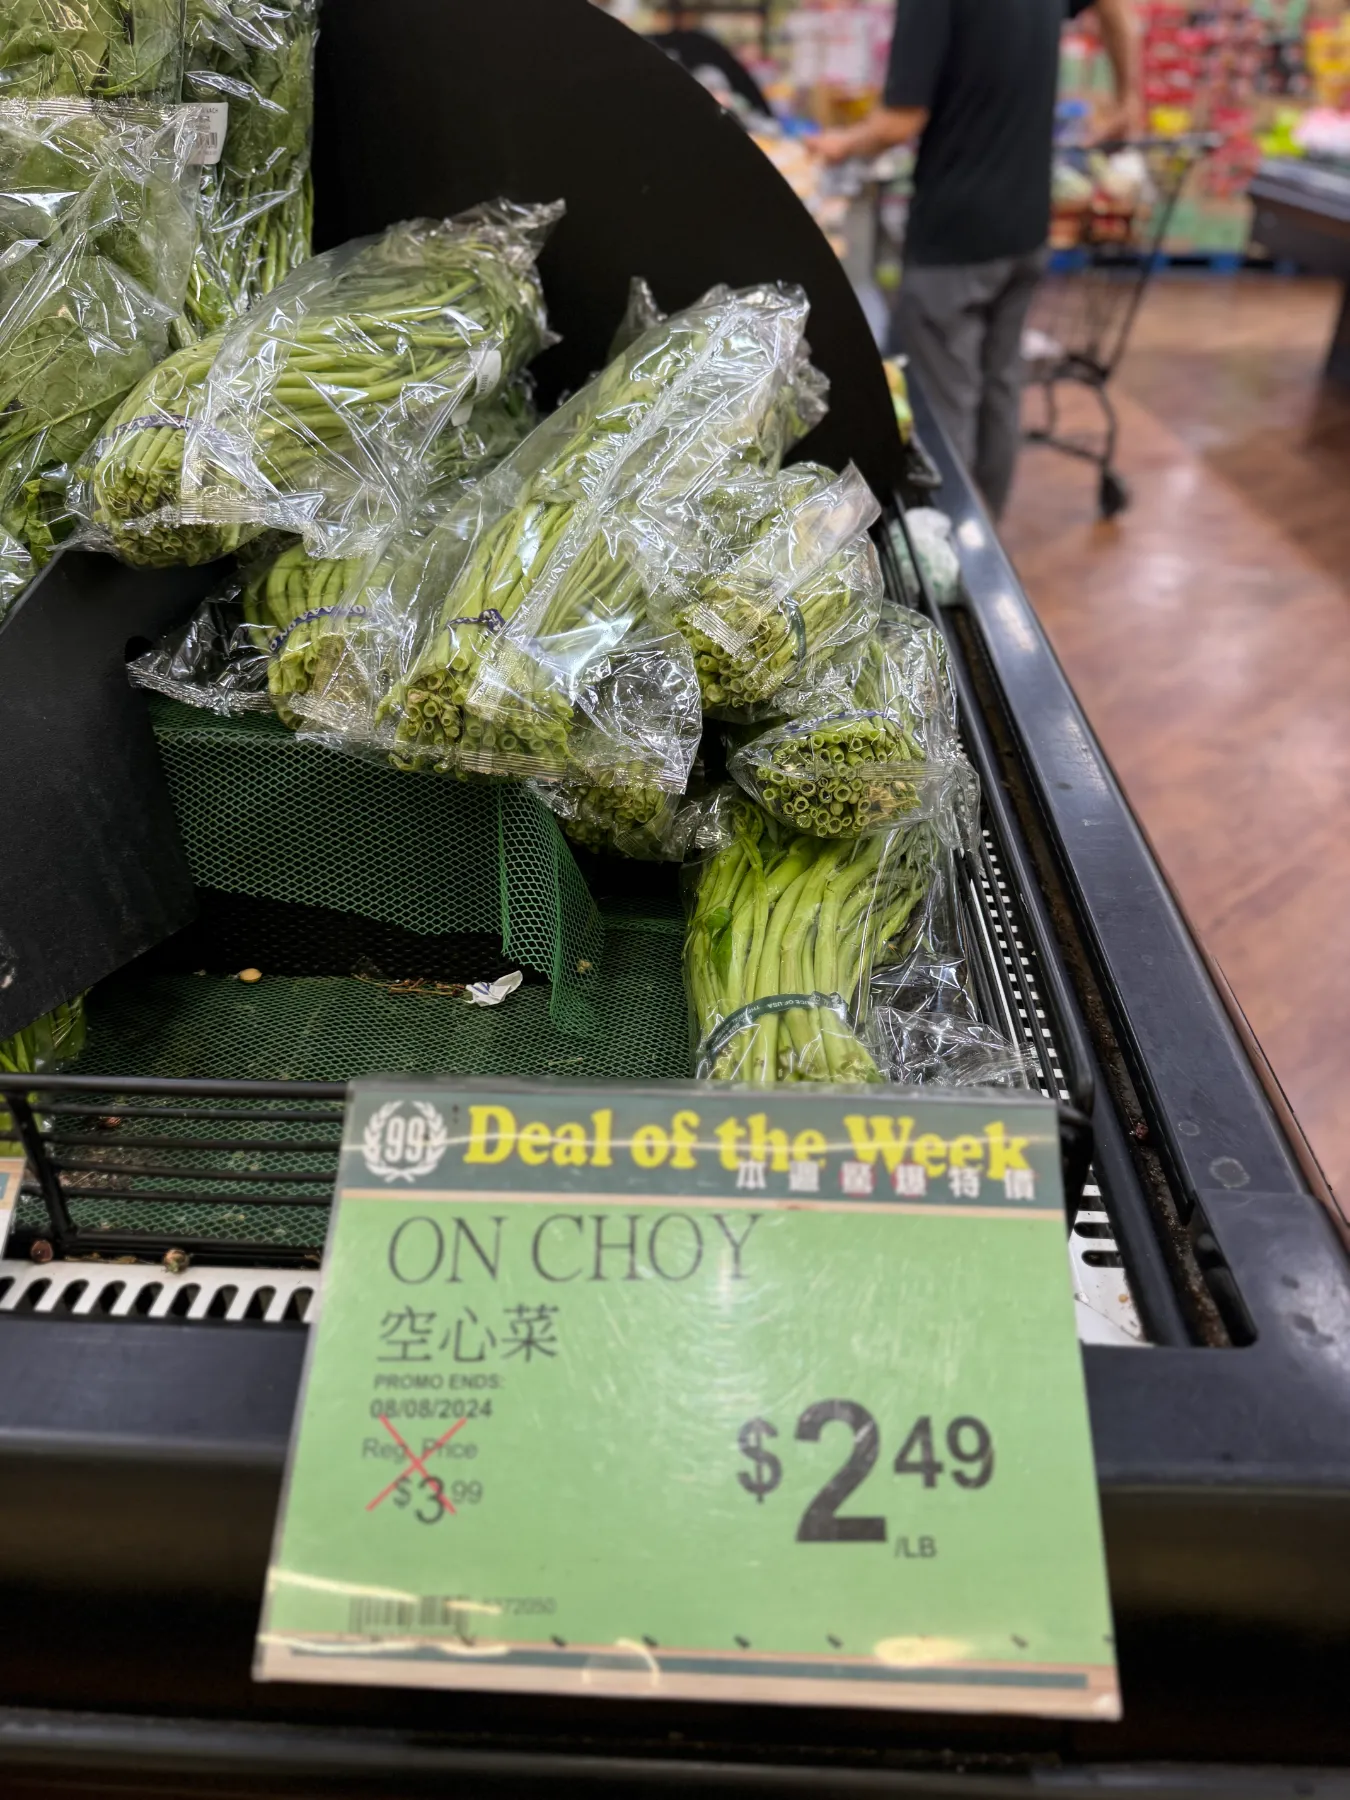 99
Deal of the Week
本週驚爆特價
ON CHOY
空心菜
PROMO ENDS:
08/08/2024
Reg. Price
$3.99
$2.49
/LB